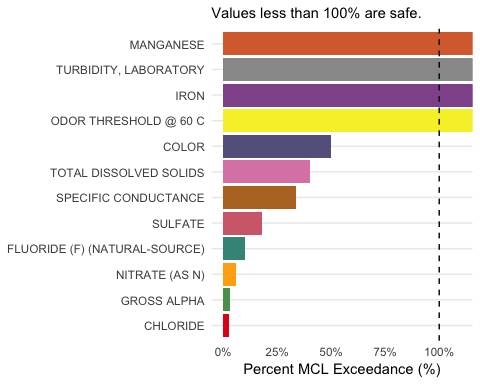 Values less than 100% are safe.
MANGANESE
TURBIDITY, LABORATORY
IRON
ODOR THRESHOLD @ 60 C
COLOR
TOTAL DISSOLVED SOLIDS
SPECIFIC CONDUCTANCE
SULFATE
FLUORIDE (F) (NATURAL-SOURCE)
NITRATE (AS N)
GROSS ALPHA
CHLORIDE
0% 25% 50% 75% 100%
Percent MCL Exceedance (%)